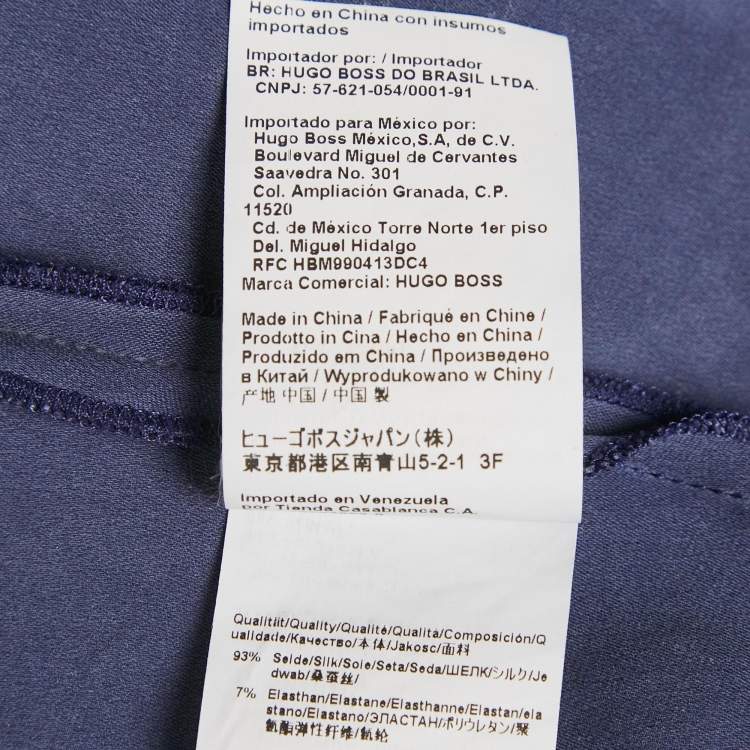 Hecho en China con insumos
importados
Importador por: / Importador
BR: HUGO BOSS DO BRASIL LTDA.
CNPJ: 57-621-054/0001-91
Importado para México por:
Hugo Boss México,S.A, de C.V.
Boulevard Miguel de Cervantes
Saavedra No. 301
Col. Ampliación Granada, C.P.
11520
Cd. de México Torre Norte 1er piso
Del. Miguel Hidalgo
RFC HBM990413DC4
Marca Comercial: HUGO BOSS
Made in China / Fabriqué en Chine /
Prodotto in Cina / Hecho en China /
Produzido em China / Произведено
в Китай / Wyprodukowano w Chiny /
产地 中国 / 中国 製
ヒューゴボスジャパン(株)
東京都港区南青山5-2-1 3F
Importado en Venezuela
por Tienda Casablanca C.A.
Qualität/Quality/Qualité/Qualita/Composición/Q
ualidade/Качество/本体/Jakosc/面料
93% Seide/Silk/Soie/Seta/Seda/ШЕЛК/シルク/Je
dwab/桑蚕丝/
7% Elasthan/Elastane/Elasthanne/Elastan/ela
stano/Elastano/ЭЛАСТАН/ポリウレタン/聚
氨酯弹性纤维/氨纶